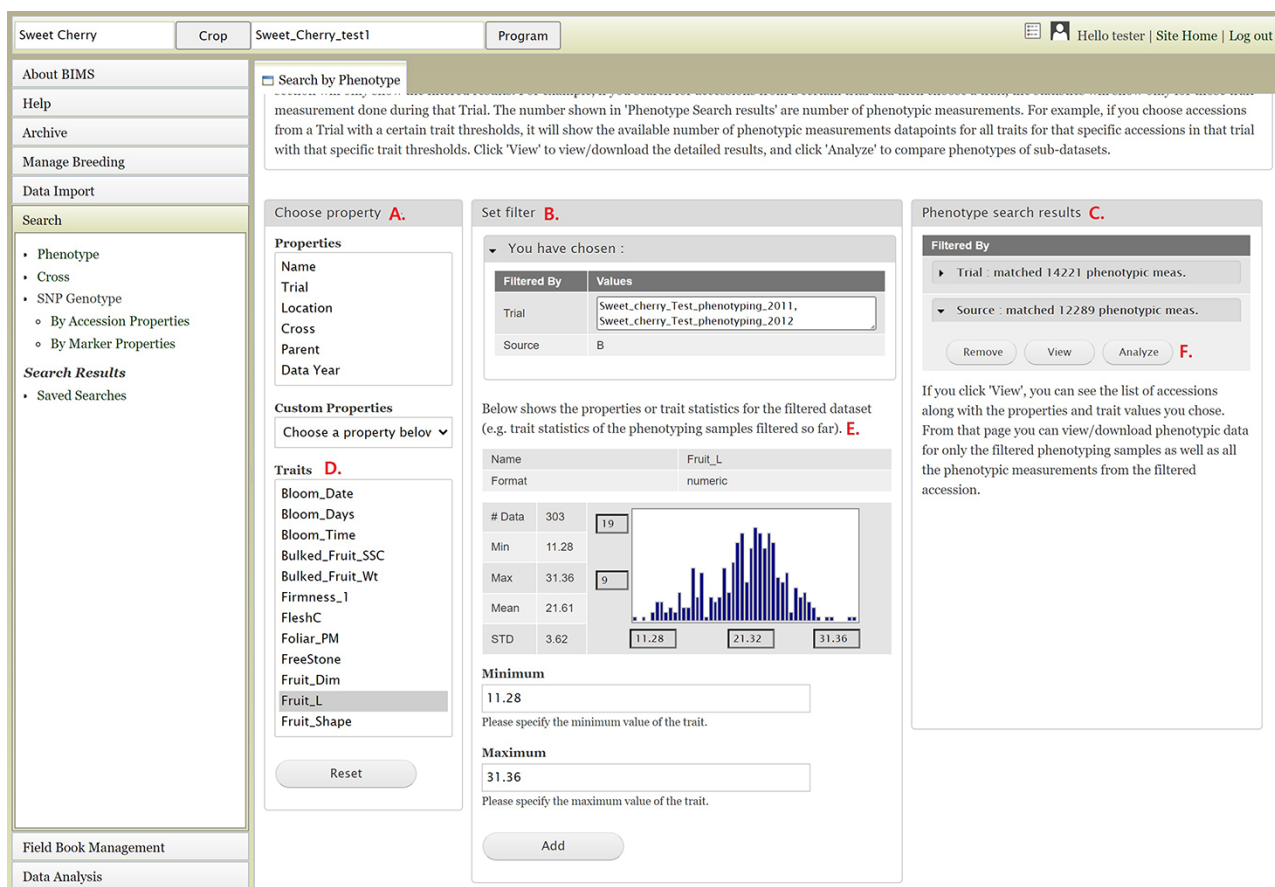 Sweet Cherry Crop Sweet_Cherry_test1 Program Hello tester | Site Home | Log out
About BIMS
Help
Archive
Manage Breeding
Data Import
Search
Phenotype
Cross
SNP Genotype
By Accession Properties
By Marker Properties
Search Results
Saved Searches
Field Book Management
Data Analysis
Search by Phenotype
measurement done during that Trial. The number shown in 'Phenotype Search results' are number of phenotypic measurements. For example, if you choose accessions
from a Trial with a certain trait thresholds, it will show the available number of phenotypic measurements datapoints for all traits for that specific accessions in that trial
with that specific trait thresholds. Click 'View' to view/download the detailed results, and click 'Analyze' to compare phenotypes of sub-datasets.
Choose property A.
Properties
Name
Trial
Location
Cross
Parent
Data Year
Custom Properties
Choose a property belov
Traits D.
Bloom_Date
Bloom_Days
Bloom_Time
Bulked_Fruit_SSC
Bulked_Fruit_Wt
Firmness_1
FleshC
Foliar_PM
FreeStone
Fruit_Dim
Fruit_L
Fruit_Shape
Reset
Set filter B.
You have chosen :
Filtered By Values
Trial Sweet_cherry_Test_phenotyping_2011,
Sweet_cherry_Test_phenotyping_2012
Source B
Below shows the properties or trait statistics for the filtered dataset
(e.g. trait statistics of the phenotyping samples filtered so far). E.
Name Fruit_L
Format numeric
# Data 303
Min 11.28
Max 31.36
Mean 21.61
STD 3.62
19
9
11.28 21.32 31.36
Minimum
11.28
Please specify the minimum value of the trait.
Maximum
31.36
Please specify the maximum value of the trait.
Add
Phenotype search results C.
Filtered By
Trial : matched 14221 phenotypic meas.
Source : matched 12289 phenotypic meas.
Remove View Analyze F.
If you click 'View', you can see the list of accessions
along with the properties and trait values you chose.
From that page you can view/download phenotypic data
for only the filtered phenotyping samples as well as all
the phenotypic measurements from the filtered
accession.